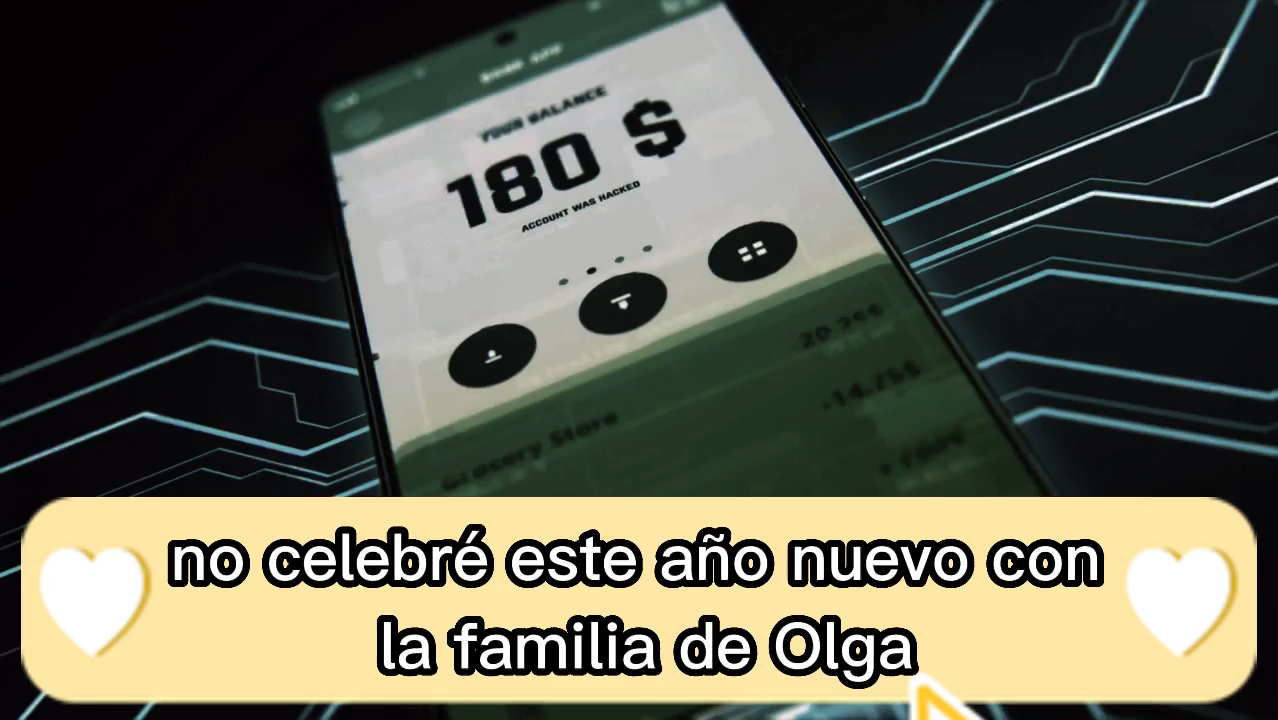 YOUR BALANCE
180 $
ACCOUNT WAS HACKED
Grocery Store
no celebré este año nuevo con
la familia de Olga